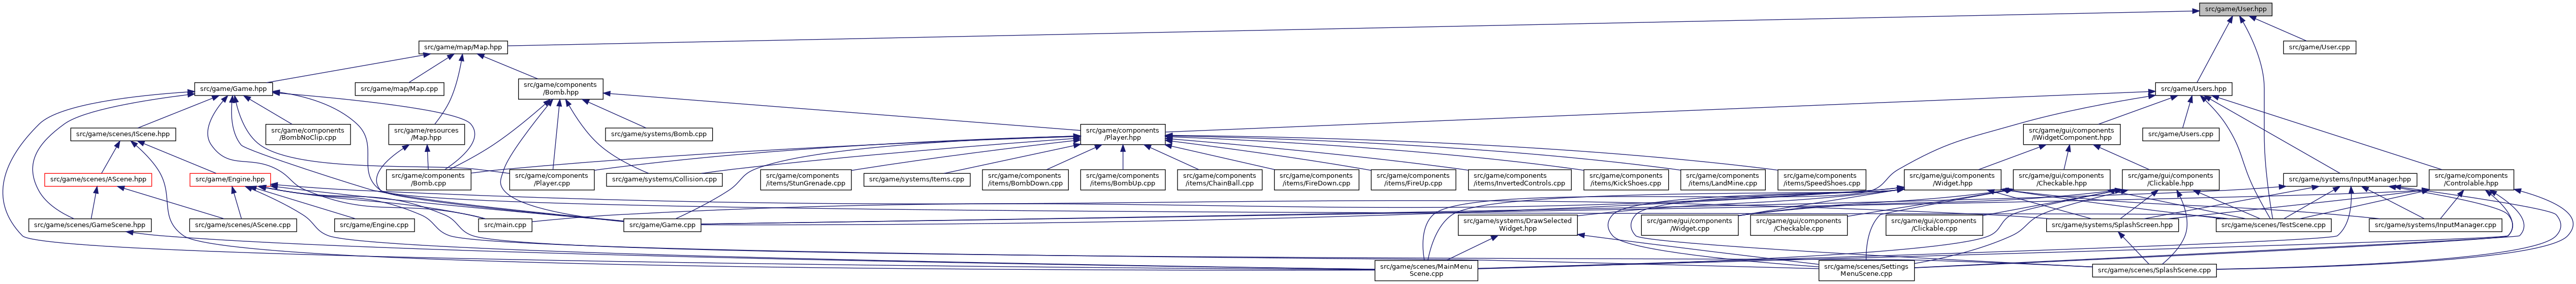 src/game/User.hpp
src/game/map/Map.hpp
src/game/User.cpp
src/game/Game.hpp
src/game/map/Map.cpp
src/game/components
/Bomb.hpp
src/game/Users.hpp
src/game/scenes/IScene.hpp
src/game/components
/BombNoClip.cpp
src/game/resources
/Map.hpp
src/game/systems/Bomb.cpp
src/game/components
/Player.hpp
src/game/gui/components
/IWidgetComponent.hpp
src/game/Users.cpp
src/game/scenes/AScene.hpp
src/game/Engine.hpp
src/game/components
/Bomb.cpp
src/game/components
/Player.cpp
src/game/systems/Collision.cpp
src/game/components
/items/StunGrenade.cpp
src/game/systems/Items.cpp
src/game/components
/items/BombDown.cpp
src/game/components
/items/BombUp.cpp
src/game/components
/items/ChainBall.cpp
src/game/components
/items/FireDown.cpp
src/game/components
/items/FireUp.cpp
src/game/components
/items/InvertedControls.cpp
src/game/components
/items/KickShoes.cpp
src/game/components
/items/LandMine.cpp
src/game/components
/items/SpeedShoes.cpp
src/game/gui/components
/Widget.hpp
src/game/gui/components
/Checkable.hpp
src/game/gui/components
/Clickable.hpp
src/game/systems/InputManager.hpp
src/game/components
/Controlable.hpp
src/game/scenes/GameScene.hpp
src/game/scenes/AScene.cpp
src/game/Engine.cpp
src/main.cpp
src/game/Game.cpp
src/game/systems/DrawSelected
Widget.hpp
src/game/gui/components
/Widget.cpp
src/game/gui/components
/Checkable.cpp
src/game/gui/components
/Clickable.cpp
src/game/systems/SplashScreen.hpp
src/game/scenes/TestScene.cpp
src/game/systems/InputManager.cpp
src/game/scenes/MainMenu
Scene.cpp
src/game/scenes/Settings
MenuScene.cpp
src/game/scenes/SplashScene.cpp